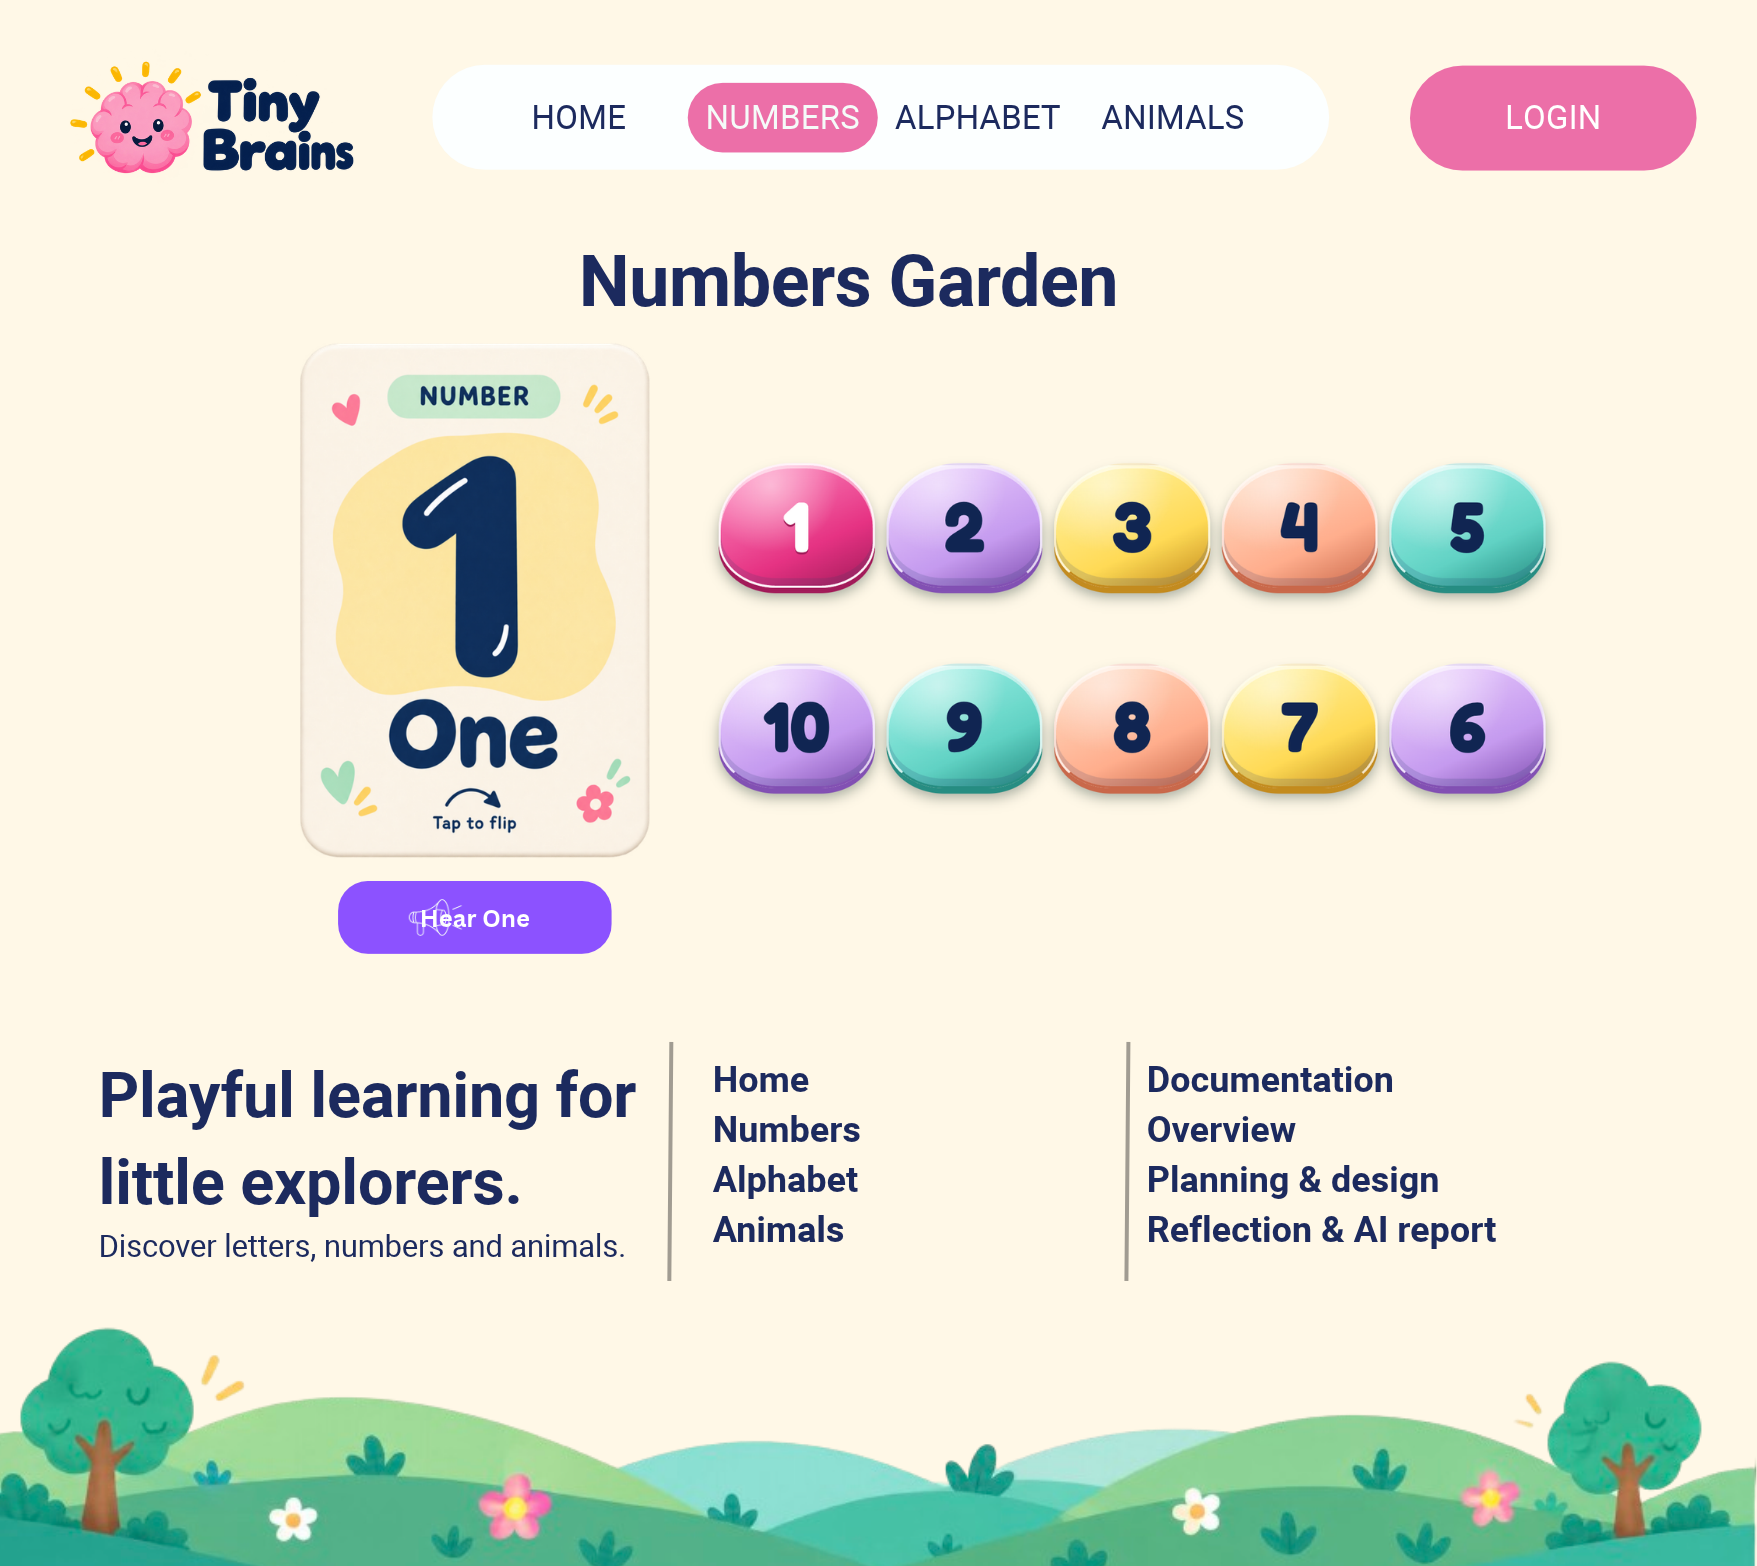 Tiny
Brains
HOME NUMBERS ALPHABET ANIMALS
LOGIN
Numbers Garden
NUMBER
1
One
Tap to flip
Hear One
1 2 3 4 5
10 9 8 7 6
Playful learning for
little explorers.
Discover letters, numbers and animals.
Home
Numbers
Alphabet
Animals
Documentation
Overview
Planning & design
Reflection & AI report